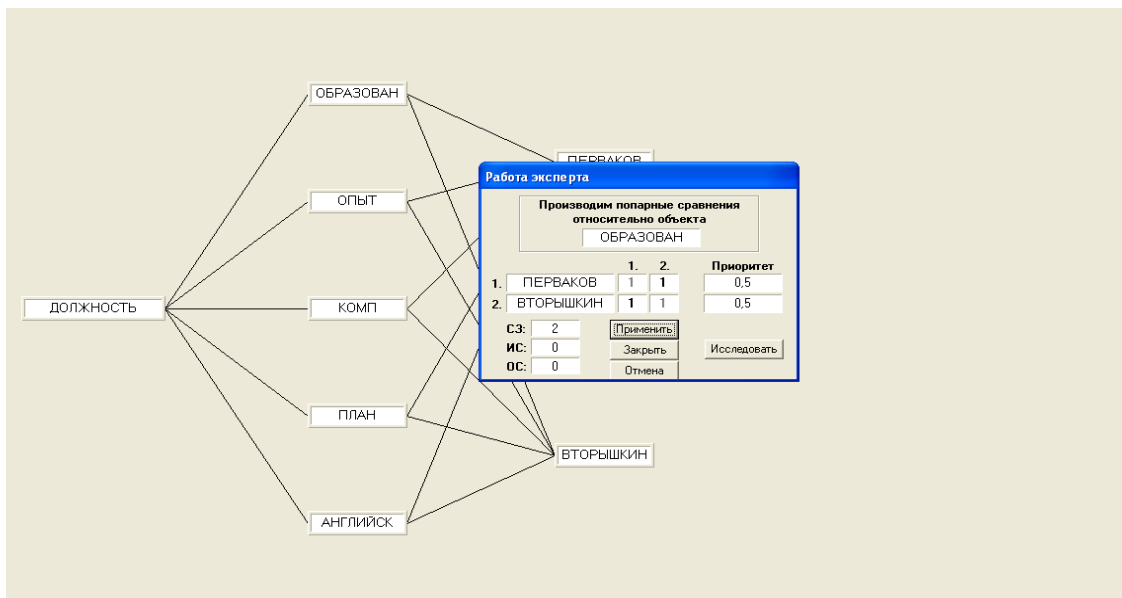 ОБРАЗОВАН
ПЕРВАКОВ
Работа эксперта
Производим попарные сравнения
относительно объекта
ОБРАЗОВАН
ОПЫТ
1. 2. Приоритет
1. ПЕРВАКОВ 1 1 0,5
2. ВТОРЫШКИН 1 1 0,5
ДОЛЖНОСТЬ
КОМП
СЗ: 2 Применить
ИС: 0 Закрыть Исследовать
ОС: 0 Отмена
ПЛАН
ВТОРЫШКИН
АНГЛИЙСК